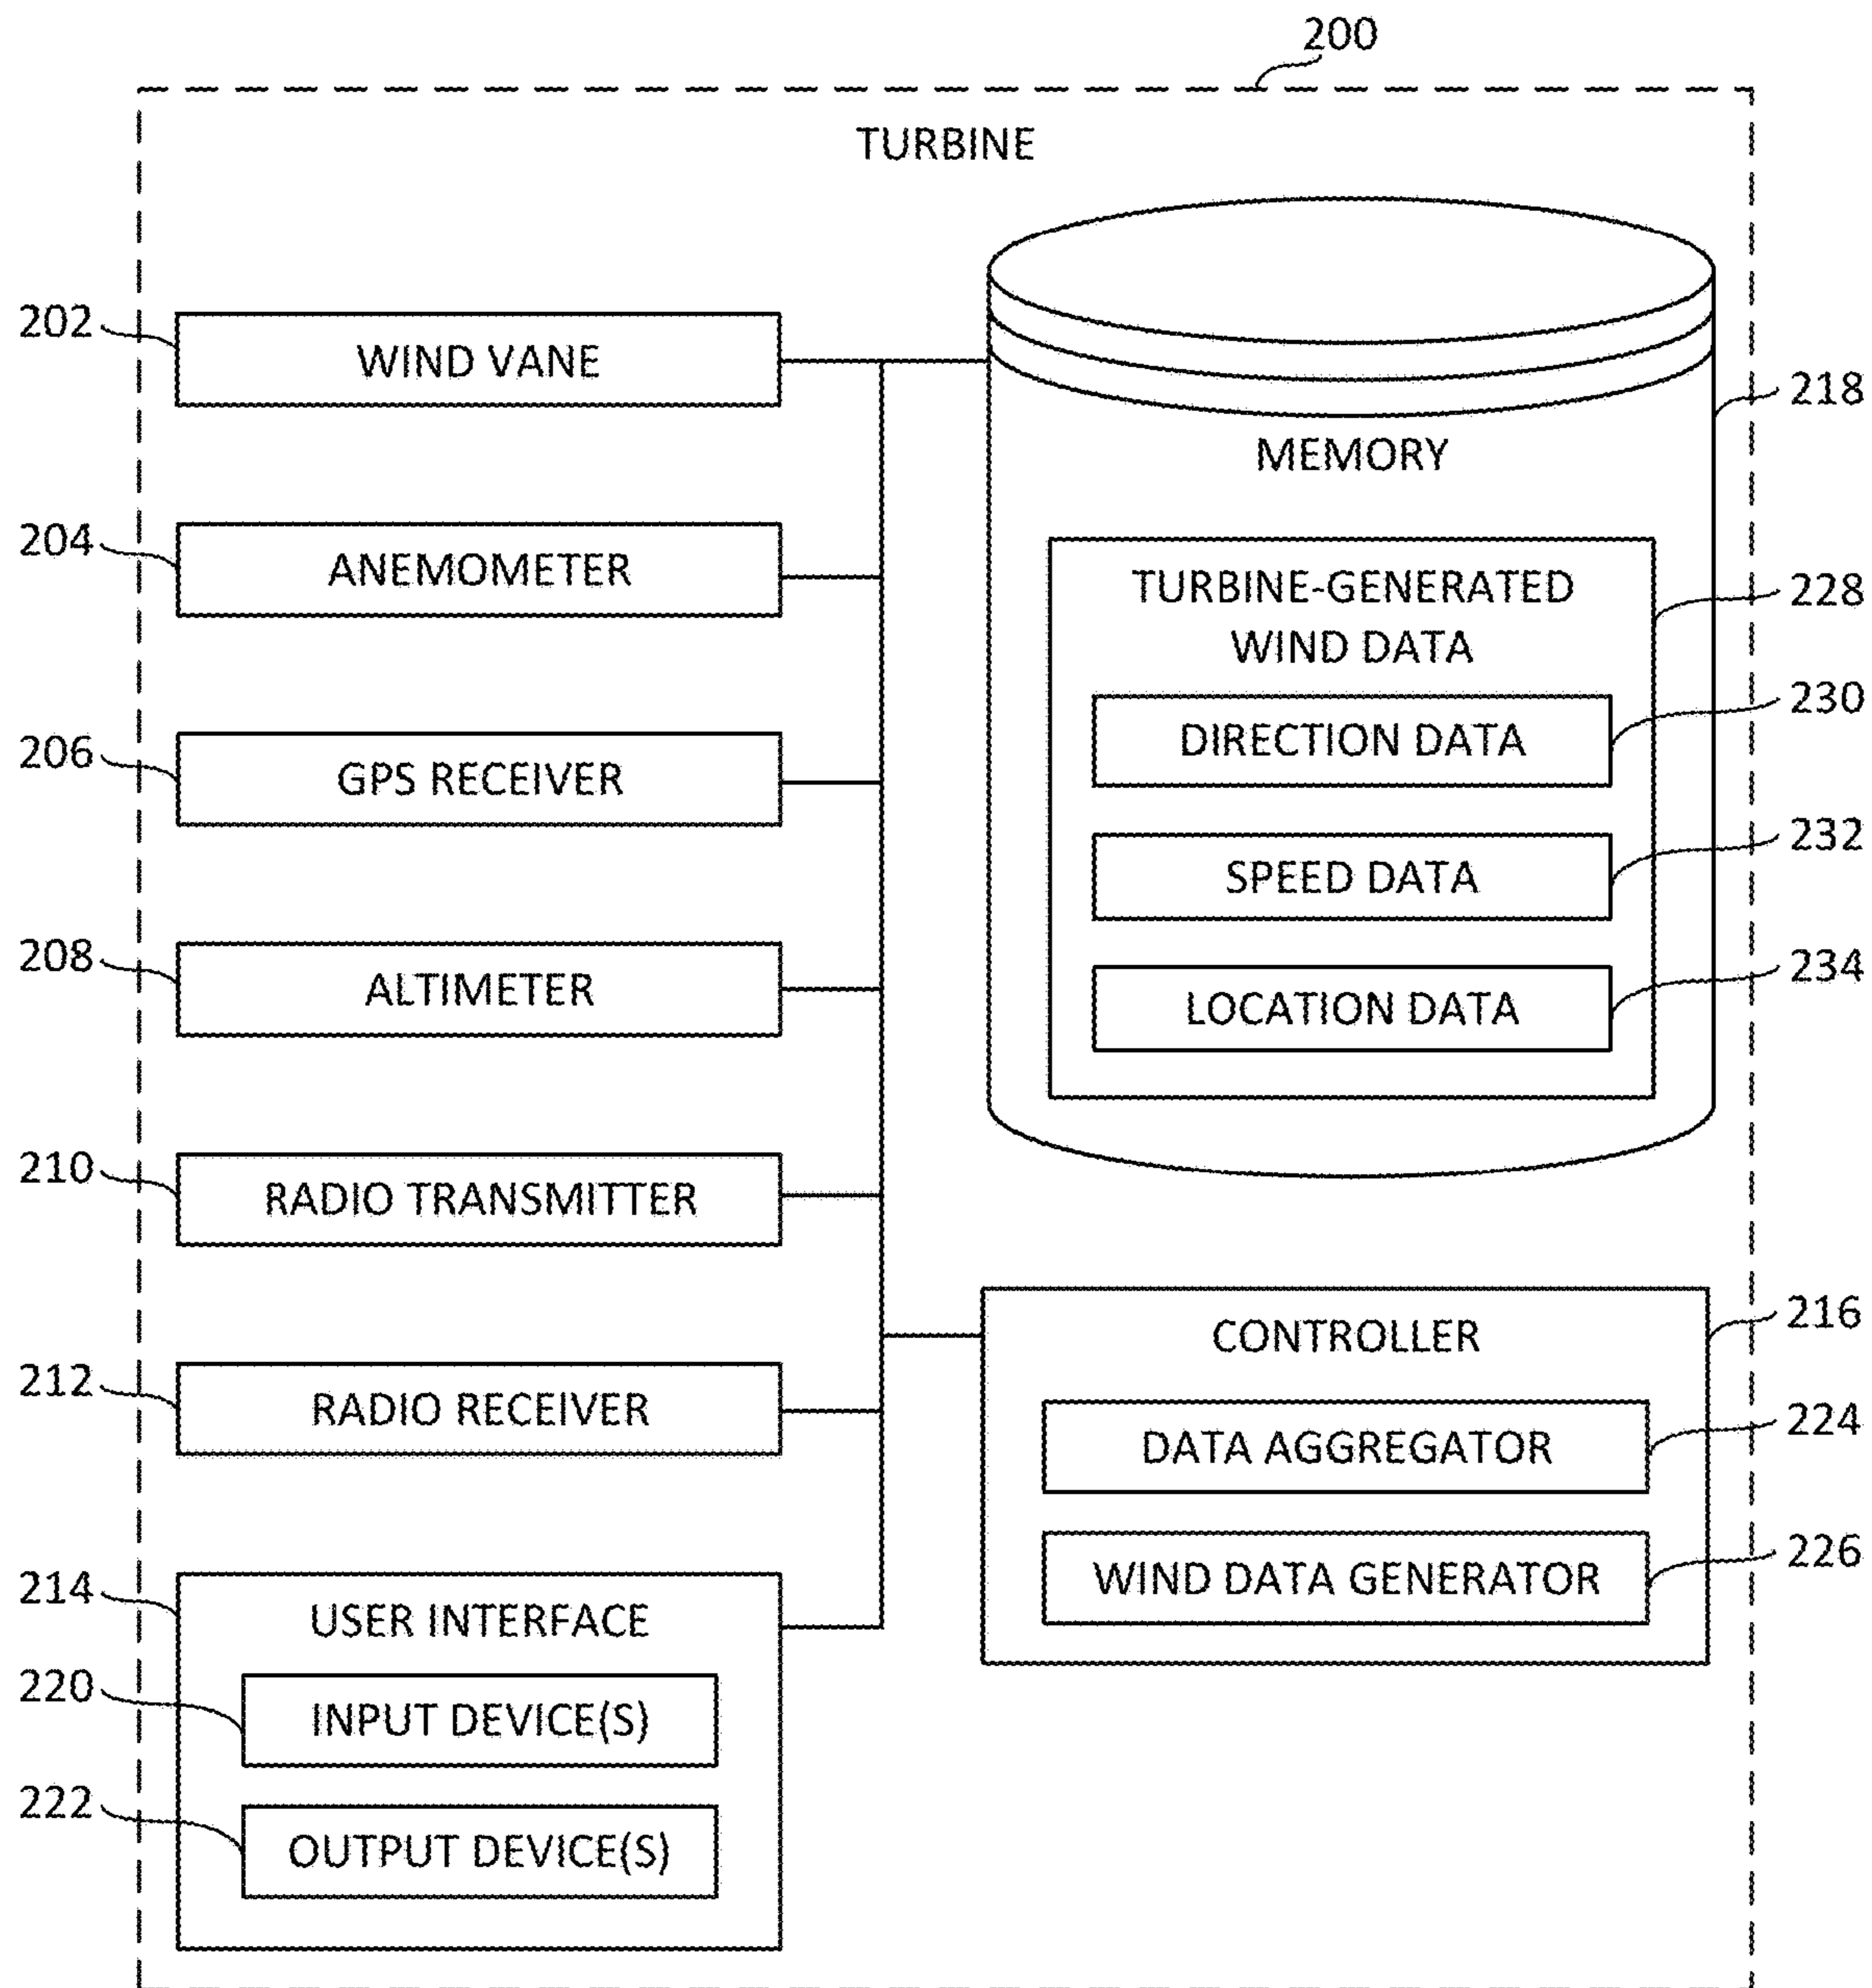 200
TURBINE
202
WIND VANE
204
ANEMOMETER
206
GPS RECEIVER
208
ALTIMETER
210
RADIO TRANSMITTER
212
RADIO RECEIVER
214
USER INTERFACE
220
INPUT DEVICE(S)
222
OUTPUT DEVICE(S)
218
MEMORY
TURBINE-GENERATED
WIND DATA
228
DIRECTION DATA
230
SPEED DATA
232
LOCATION DATA
234
CONTROLLER
216
DATA AGGREGATOR
224
WIND DATA GENERATOR
226